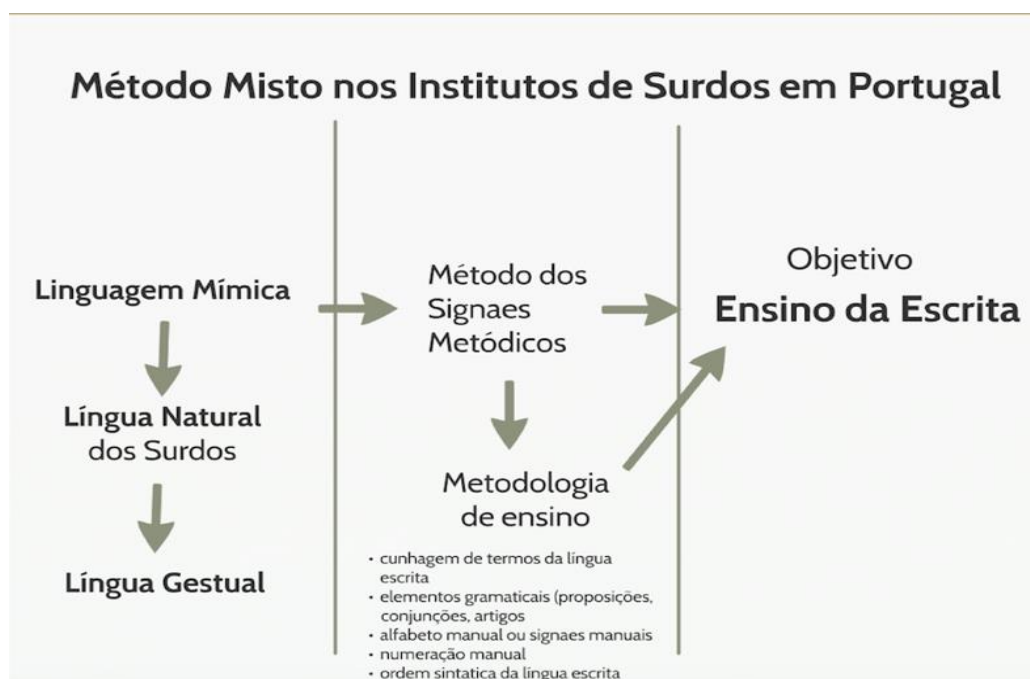 Método Misto nos Institutos de Surdos em Portugal
Linguagem Mímica
Língua Natural
dos Surdos
Língua Gestual
Método dos
Signaes
Metódicos
Metodologia
de ensino
• cunhagem de termos da língua
escrita
• elementos gramaticais (proposições,
conjunções, artigos
• alfabeto manual ou signaes manuais
• numeração manual
• ordem sintatica da língua escrita
Objetivo
Ensino da Escrita